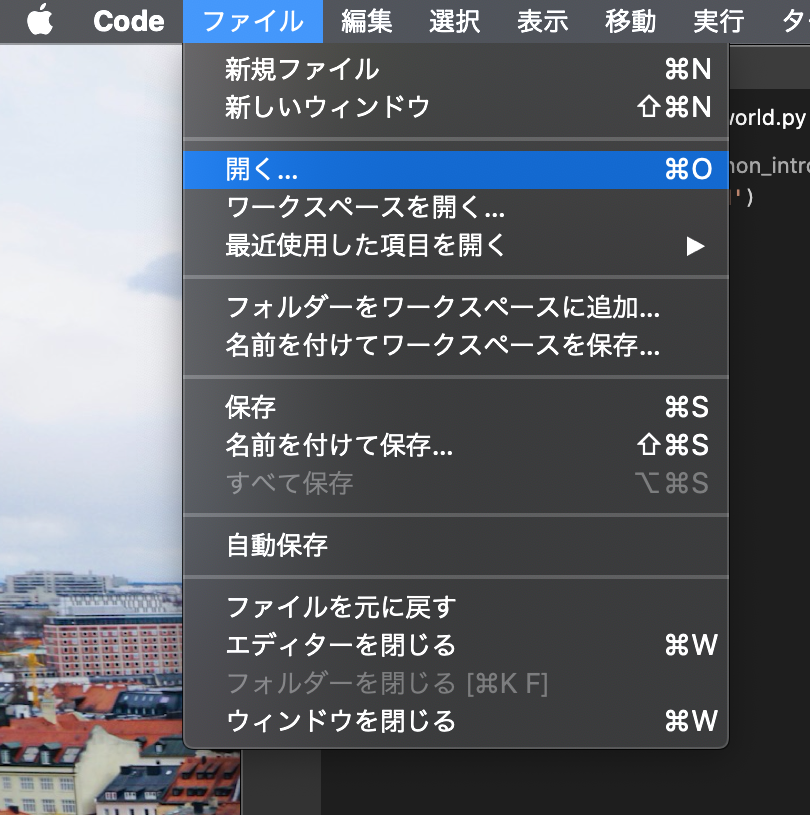 Code ファイル 編集 選択 表示 移動 実行
新規ファイル ⌘N
新しいウィンドウ ⇧⌘N
開く... ⌘O
ワークスペースを開く...
最近使用した項目を開く ▶
フォルダーをワークスペースに追加...
名前を付けてワークスペースを保存...
保存 ⌘S
名前を付けて保存... ⇧⌘S
すべて保存 ⌥⌘S
自動保存
ファイルを元に戻す
エディターを閉じる ⌘W
フォルダーを閉じる [⌘K F]
ウィンドウを閉じる ⌘W
orld.py
on_intro
')